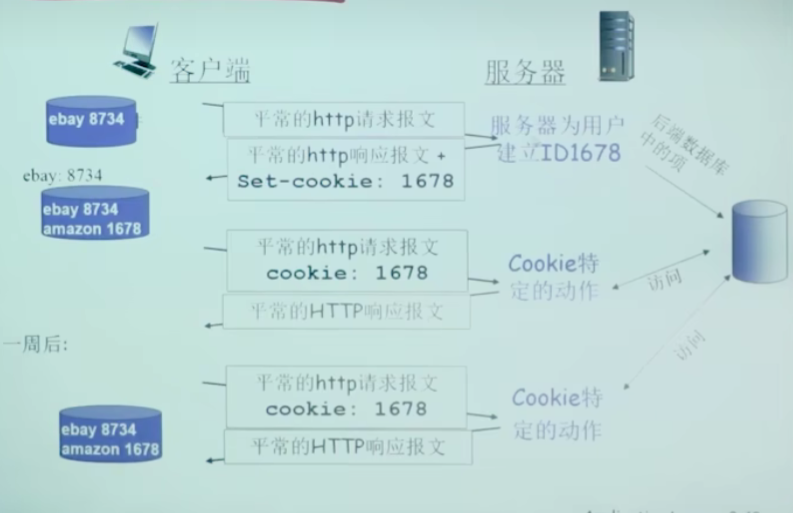 客户端
服务器
ebay 8734
平常的http请求报文
服务器为用户
建立ID1678
后端数据库
中的项
平常的http响应报文 +
Set-cookie: 1678
ebay: 8734
ebay 8734
amazon 1678
平常的http请求报文
cookie: 1678
Cookie特
定的动作
访问
平常的HTTP响应报文
一周后:
访问
平常的http请求报文
cookie: 1678
Cookie特
定的动作
ebay 8734
amazon 1678
平常的HTTP响应报文